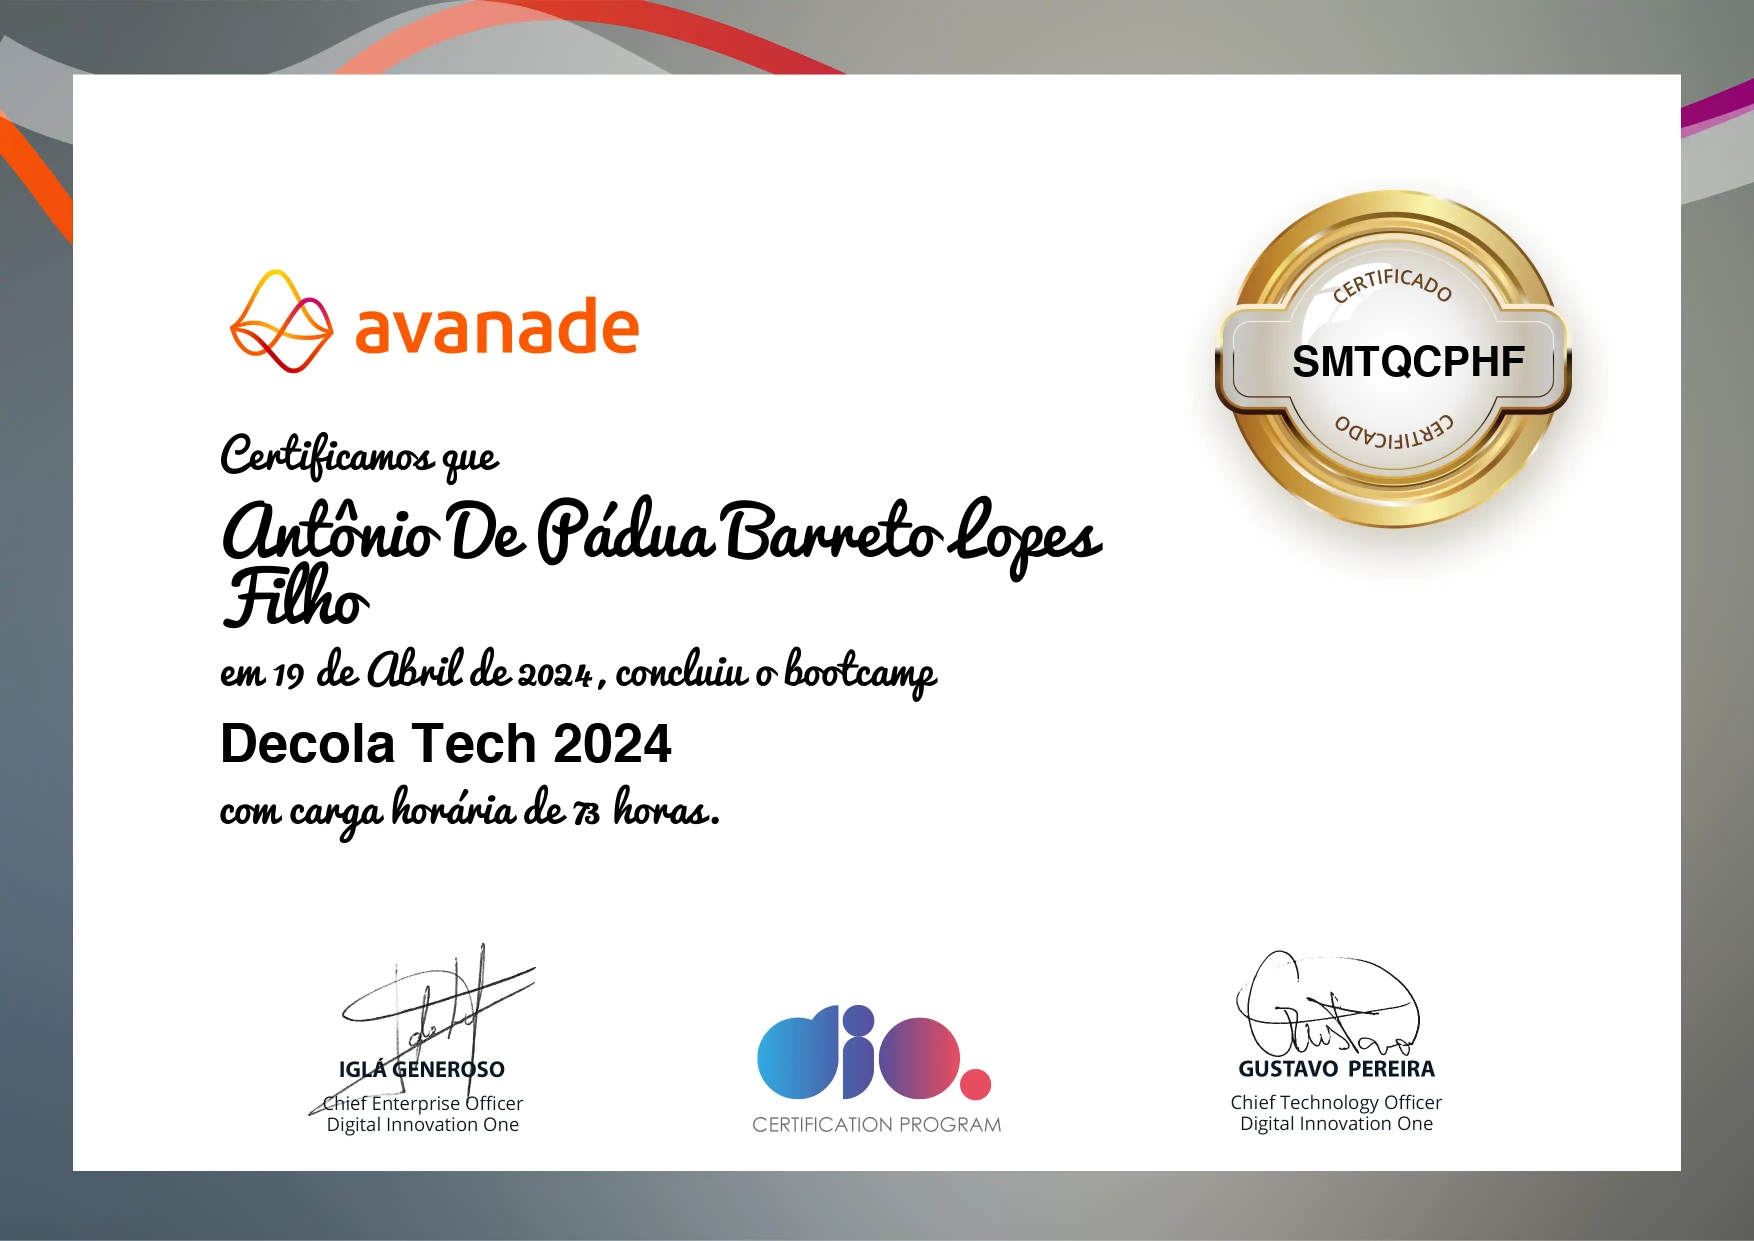 avanade
CERTIFICADO
SMTQCPHF
CERTIFICADO
Certificamos que
Antônio De Pádua Barreto Lopes
Filho
em 19 de Abril de 2024, concluiu o bootcamp
Decola Tech 2024
com carga horária de 73 horas.
IGLÁ GENEROSO
Chief Enterprise Officer
Digital Innovation One
dio.
CERTIFICATION PROGRAM
Gustavo
GUSTAVO PEREIRA
Chief Technology Officer
Digital Innovation One